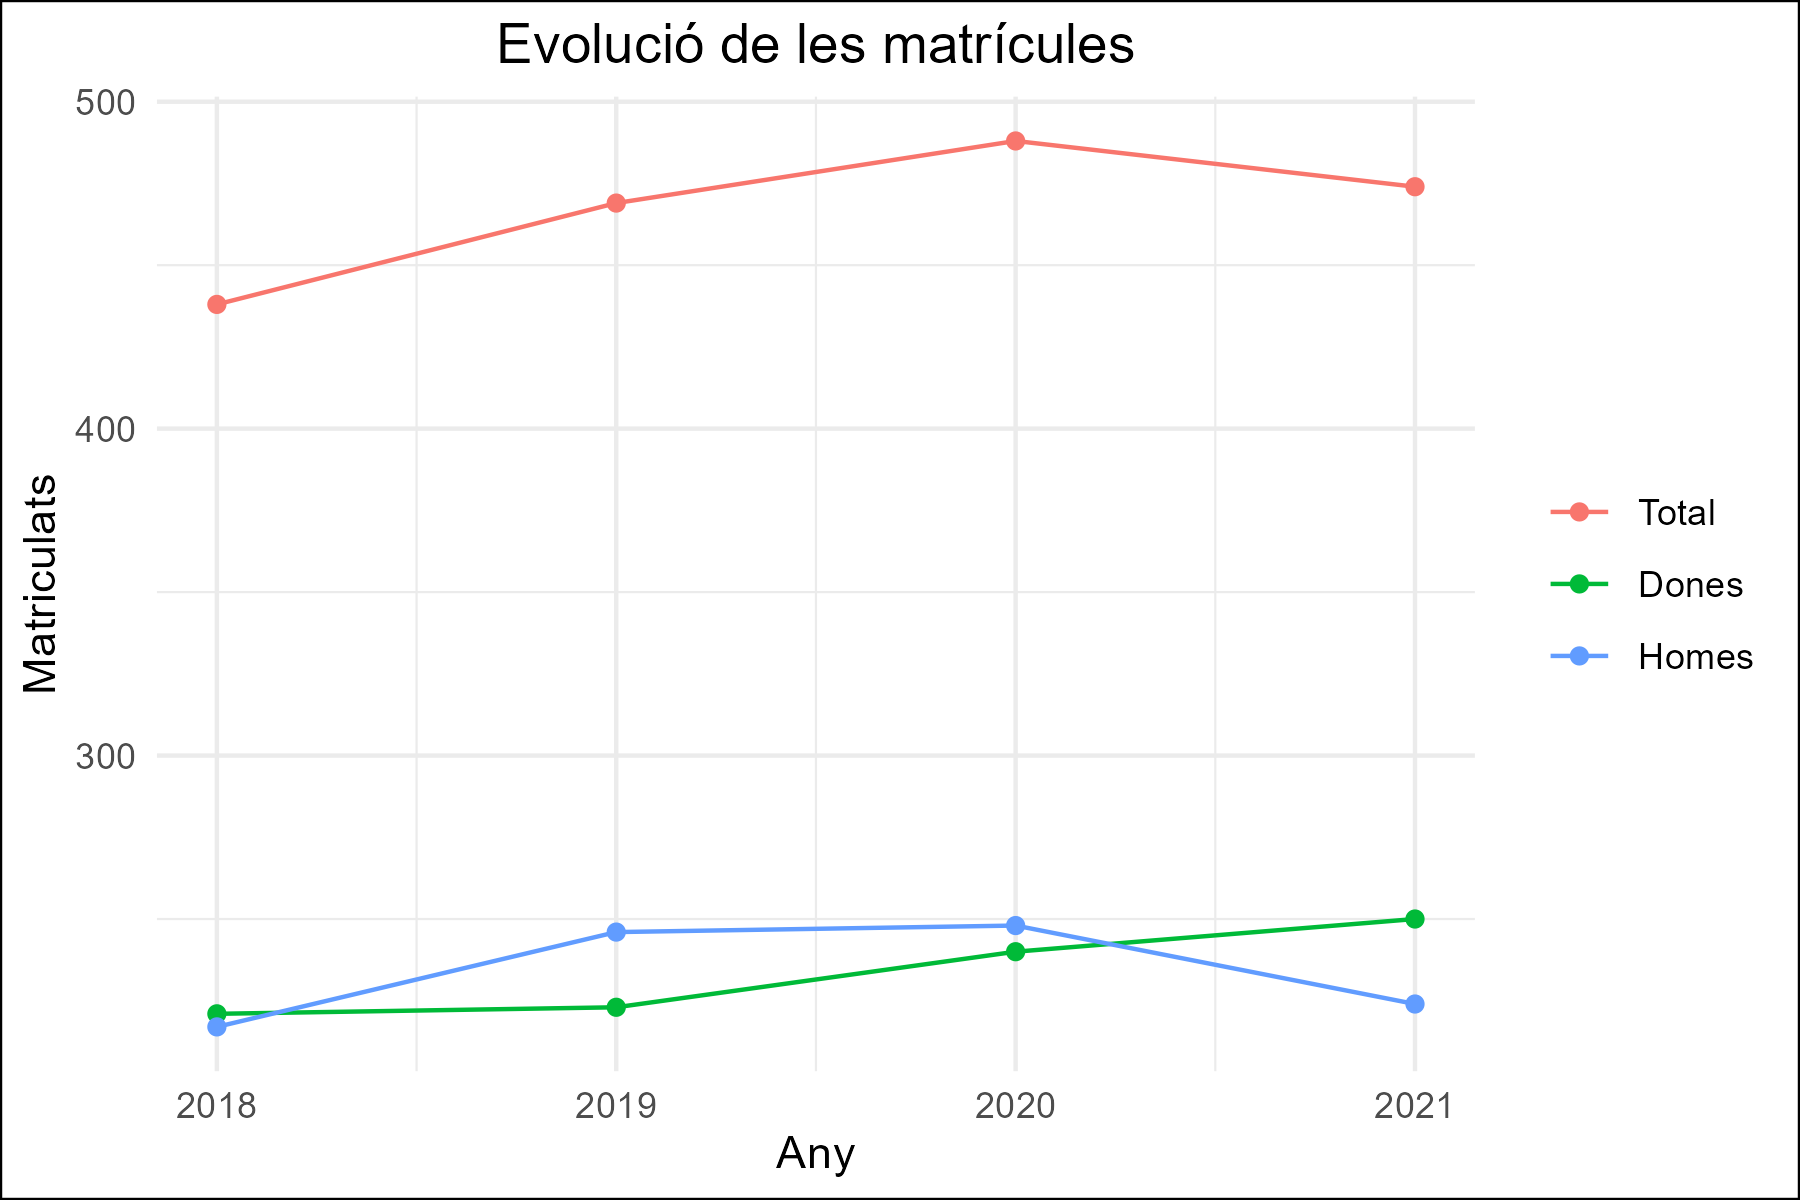 Evolució de les matrícules
500
400
300
Matriculats
2018 2019 2020 2021
Any
Total
Dones
Homes